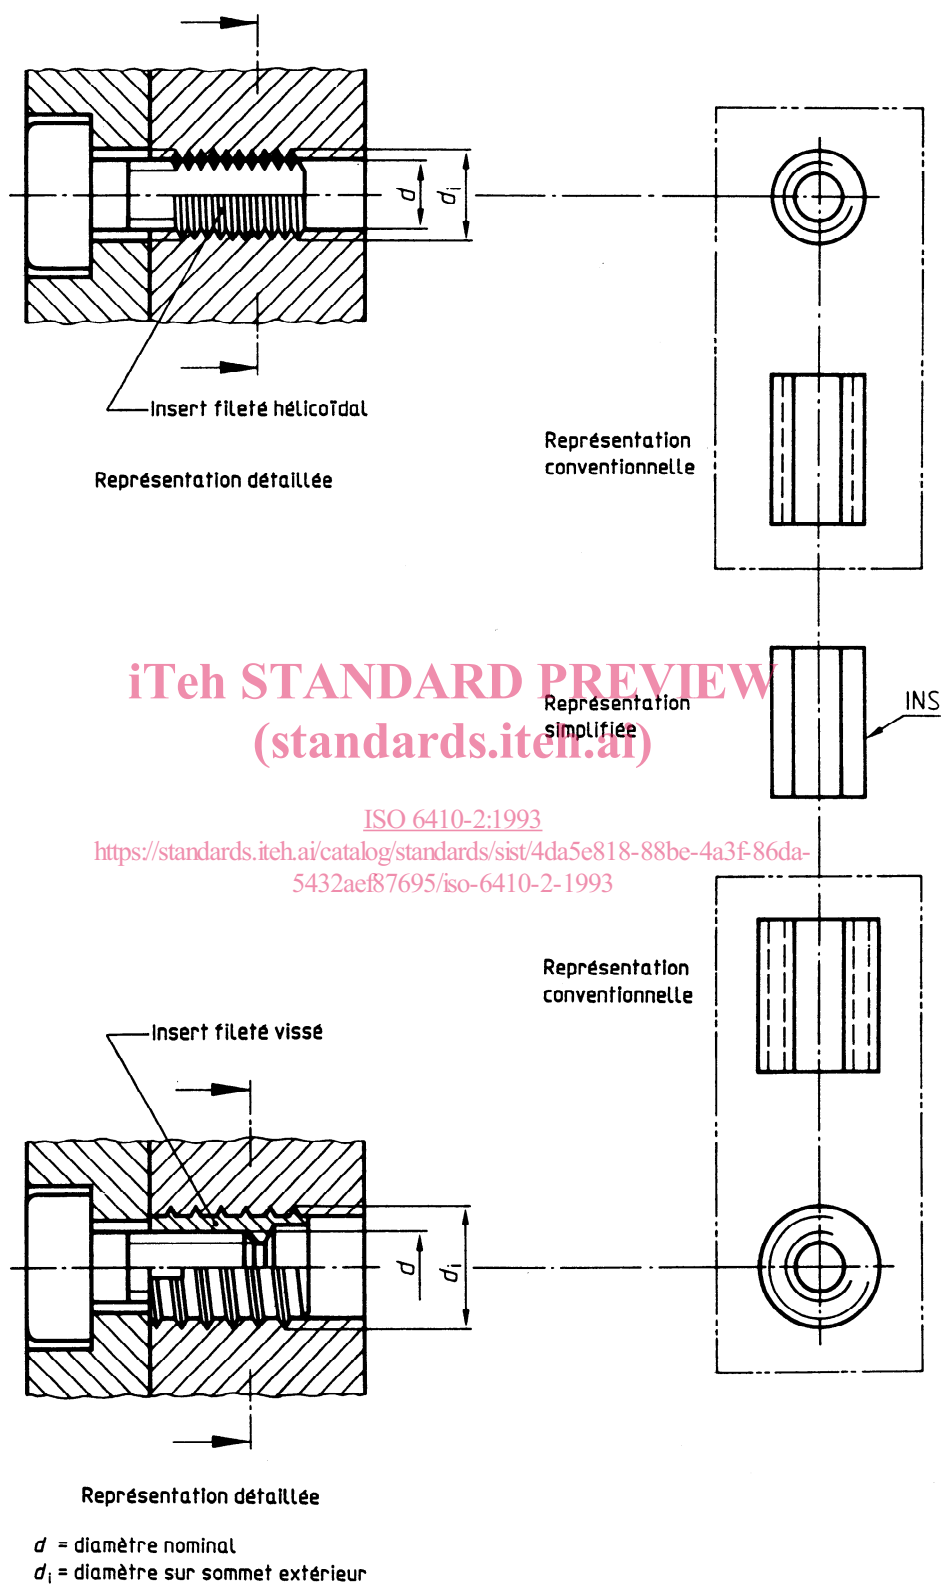 d
di
Insert fileté hélicoïdal
Représentation
conventionnelle
Représentation détaillée
iTeh STANDARD PREVIEW
(standards.iteh.ai)
Représentation
simplifiée
INS
ISO 6410-2:1993
https://standards.iteh.ai/catalog/standards/sist/4da5e818-88be-4a3f-86da-
5432aef87695/iso-6410-2-1993
Représentation
conventionnelle
Insert fileté vissé
d
di
Représentation détaillée
d = diamètre nominal
di = diamètre sur sommet extérieur